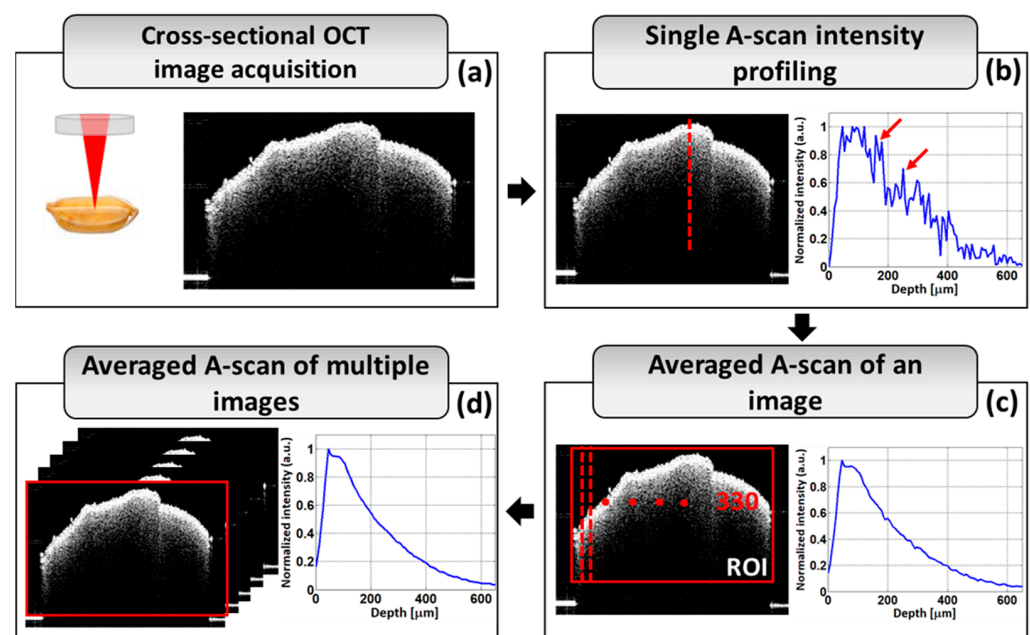 Cross-sectional OCT
image acquisition
(a)
Single A-scan intensity
profiling
(b)
Normalized intensity (a.u.)
1
0.8
0.6
0.4
0.2
0
0 200 400 600
Depth [μm]
Averaged A-scan of multiple
images
(d)
Normalized intensity (a.u.)
1
0.8
0.6
0.4
0.2
0
0 200 400 600
Depth [μm]
Averaged A-scan of an
image
(c)
330
ROI
Normalized intensity (a.u.)
1
0.8
0.6
0.4
0.2
0
0 200 400 600
Depth [μm]